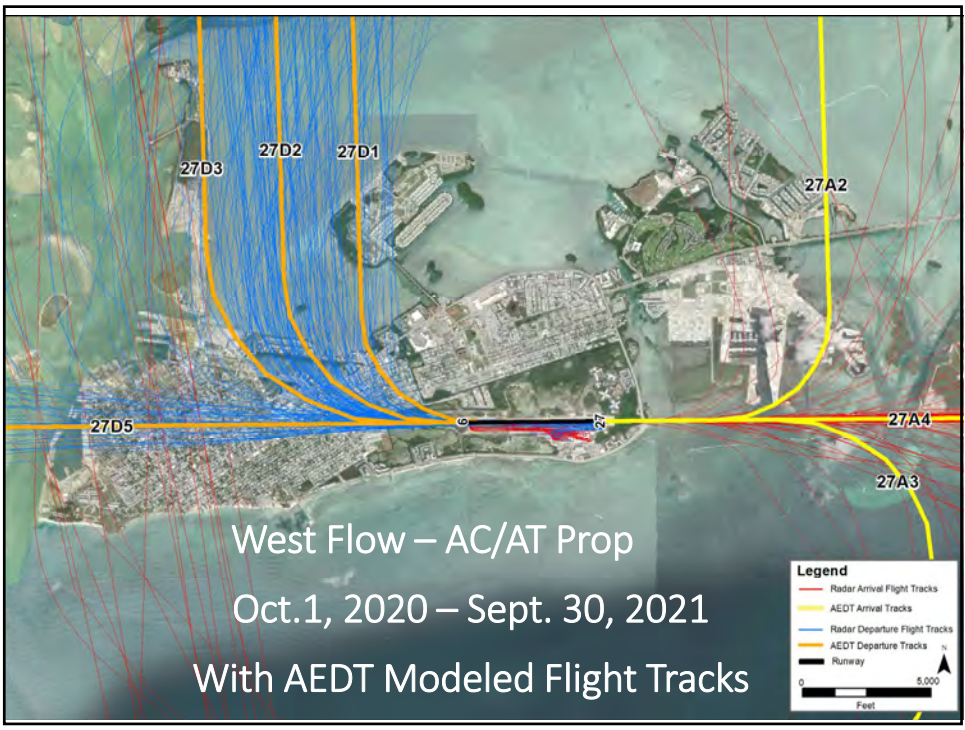 27D3
27D2
27D1
27A2
27D5
9
27
27A4
27A3
West Flow – AC/AT Prop
Oct.1, 2020 – Sept. 30, 2021
With AEDT Modeled Flight Tracks
Legend
Radar Arrival Flight Tracks
AEDT Arrival Tracks
Radar Departure Flight Tracks
AEDT Departure Tracks
N
Runway
0 5,000
Feet